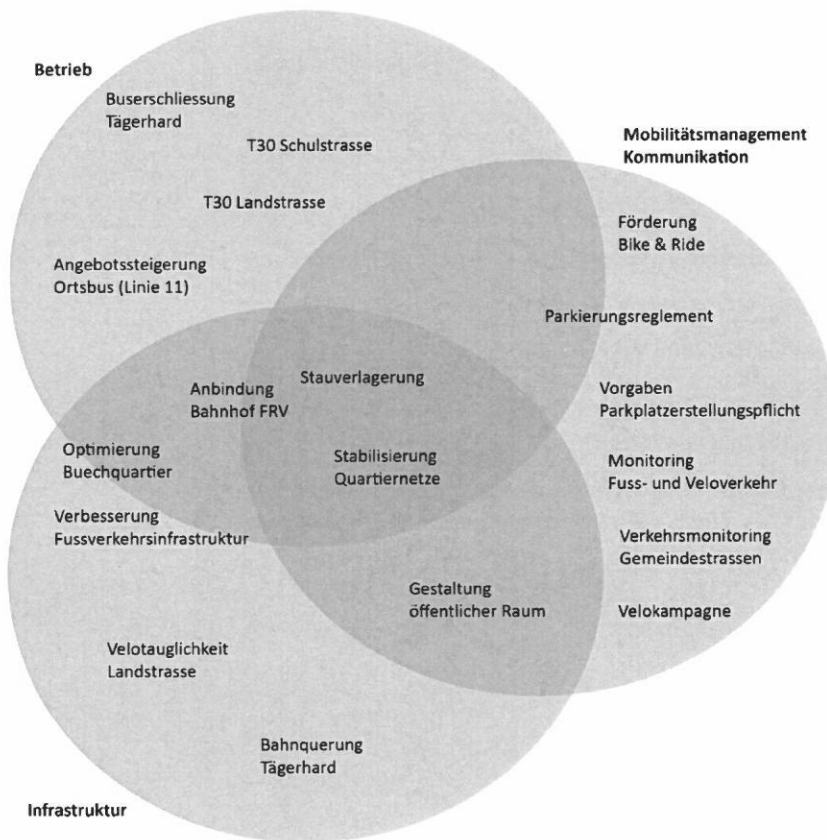 Betrieb
Buserschliessung
Tägerhard
T30 Schulstrasse
Mobilitätsmanagement
Kommunikation
T30 Landstrasse
Förderung
Bike & Ride
Angebotssteigerung
Ortsbus (Linie 11)
Parkierungsreglement
Stauverlagerung
Anbindung
Bahnhof FRV
Vorgaben
Parkplatzerstellungspflicht
Optimierung
Buechquartier
Stabilisierung
Quartiernetze
Monitoring
Fuss- und Veloverkehr
Verbesserung
Fussverkehrsinfrastruktur
Verkehrsmonitoring
Gemeindestrassen
Gestaltung
öffentlicher Raum
Velokampagne
Velotauglichkeit
Landstrasse
Bahnquerung
Tägerhard
Infrastruktur